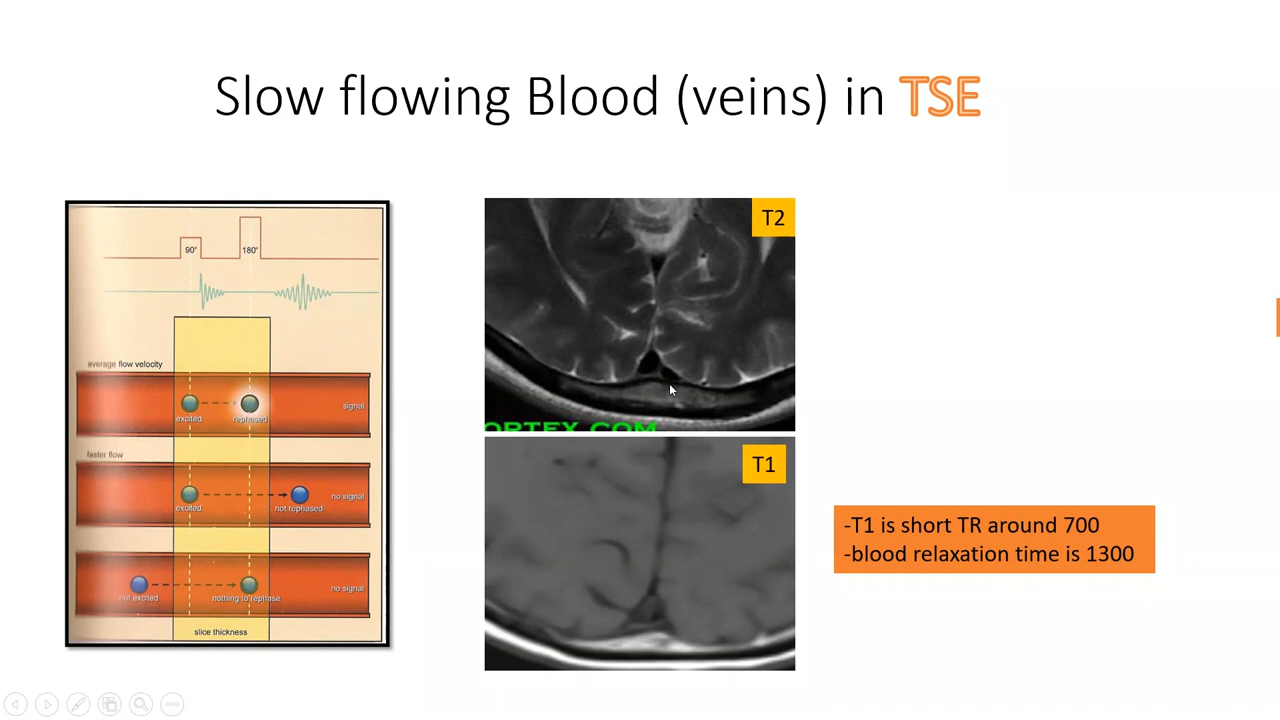 Slow flowing Blood (veins) in TSE
90°
180°
average flow velocity
signal
excited
rephased
faster flow
no signal
excited
not rephased
no signal
not excited
nothing to rephase
slice thickness
T2
ORTEX.COM
T1
-T1 is short TR around 700
-blood relaxation time is 1300